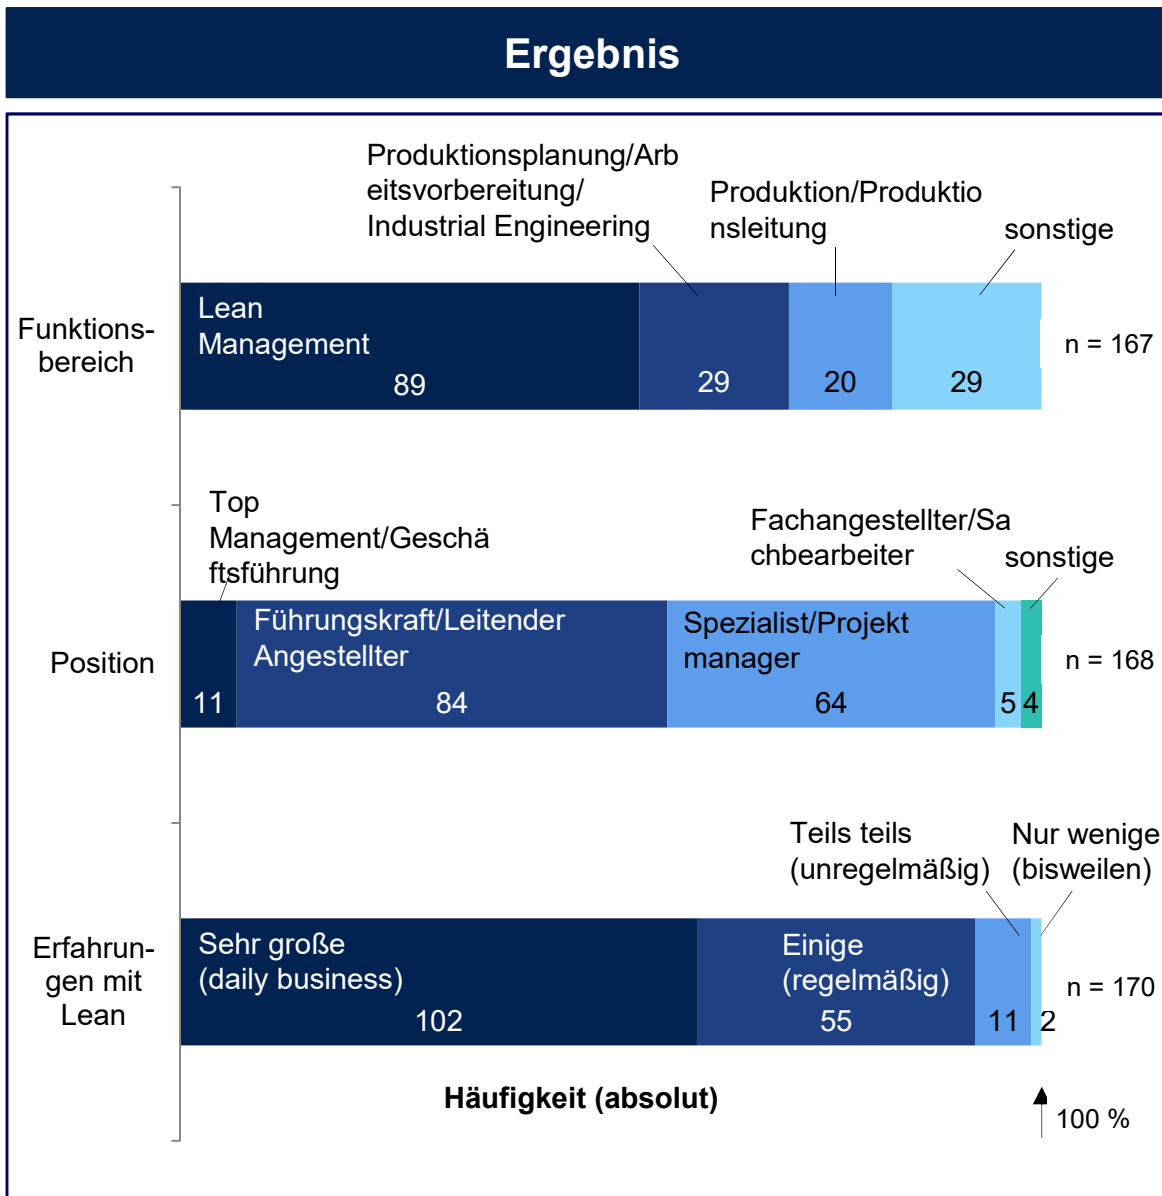 Ergebnis
Produktionsplanung/Arb
eitsvorbereitung/
Industrial Engineering
Produktion/Produktio
nsleitung
sonstige
Funktions-
bereich
Lean
Management
89
29
20
29
n = 167
Top
Management/Geschä
ftsführung
Fachangestellter/Sa
chbearbeiter
sonstige
Position
Führungskraft/Leitender
Angestellter
Spezialist/Projekt
manager
11
84
64
5
4
n = 168
Teils teils
(unregelmäßig)
Nur wenige
(bisweilen)
Erfahrun-
gen mit
Lean
Sehr große
(daily business)
Einige
(regelmäßig)
102
55
11
2
n = 170
Häufigkeit (absolut)
100 %